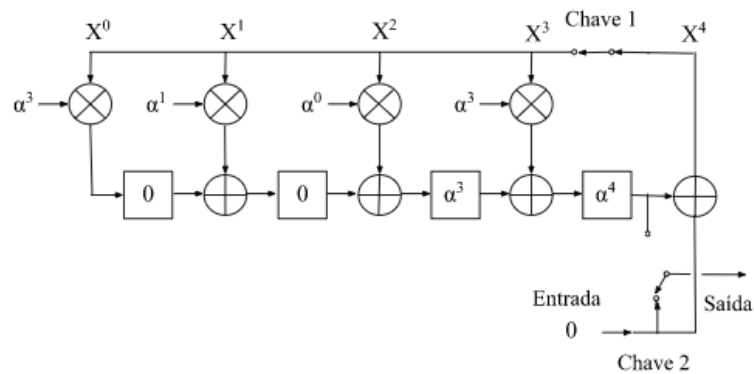 Chave 1
X⁰ X¹ X² X³ X⁴
α³ α¹ α⁰ α³
0 0 α³ α⁴
Entrada
Saída
0
Chave 2